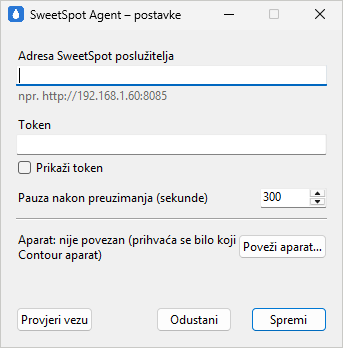 SweetSpot Agent – postavke
Adresa SweetSpot poslužitelja
npr. http://192.168.1.60:8085
Token
Prikaži token
Pauza nakon preuzimanja (sekunde)
300
Aparat: nije povezan (prihvaća se bilo koji
Contour aparat)
Poveži aparat...
Provjeri vezu
Odustani
Spremi